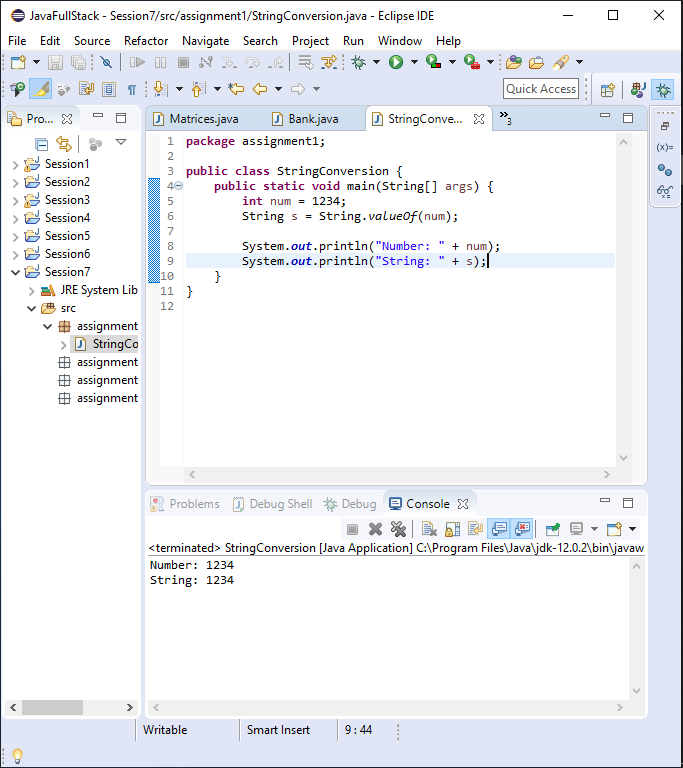 JavaFullStack - Session7/src/assignment1/StringConversion.java - Eclipse IDE
File Edit Source Refactor Navigate Search Project Run Window Help
Quick Access
Pro...
Session1
Session2
Session3
Session4
Session5
Session6
Session7
JRE System Lib
src
assignment
StringCo
assignment
assignment
assignment
Matrices.java Bank.java StringConve... »3
1 package assignment1;
2
3 public class StringConversion {
4 public static void main(String[] args) {
5 int num = 1234;
6 String s = String.valueOf(num);
7
8 System.out.println("Number: " + num);
9 System.out.println("String: " + s);
10 }
11 }
12
Problems Debug Shell Debug Console
<terminated> StringConversion [Java Application] C:\Program Files\Java\jdk-12.0.2\bin\javaw
Number: 1234
String: 1234
Writable Smart Insert 9 : 44